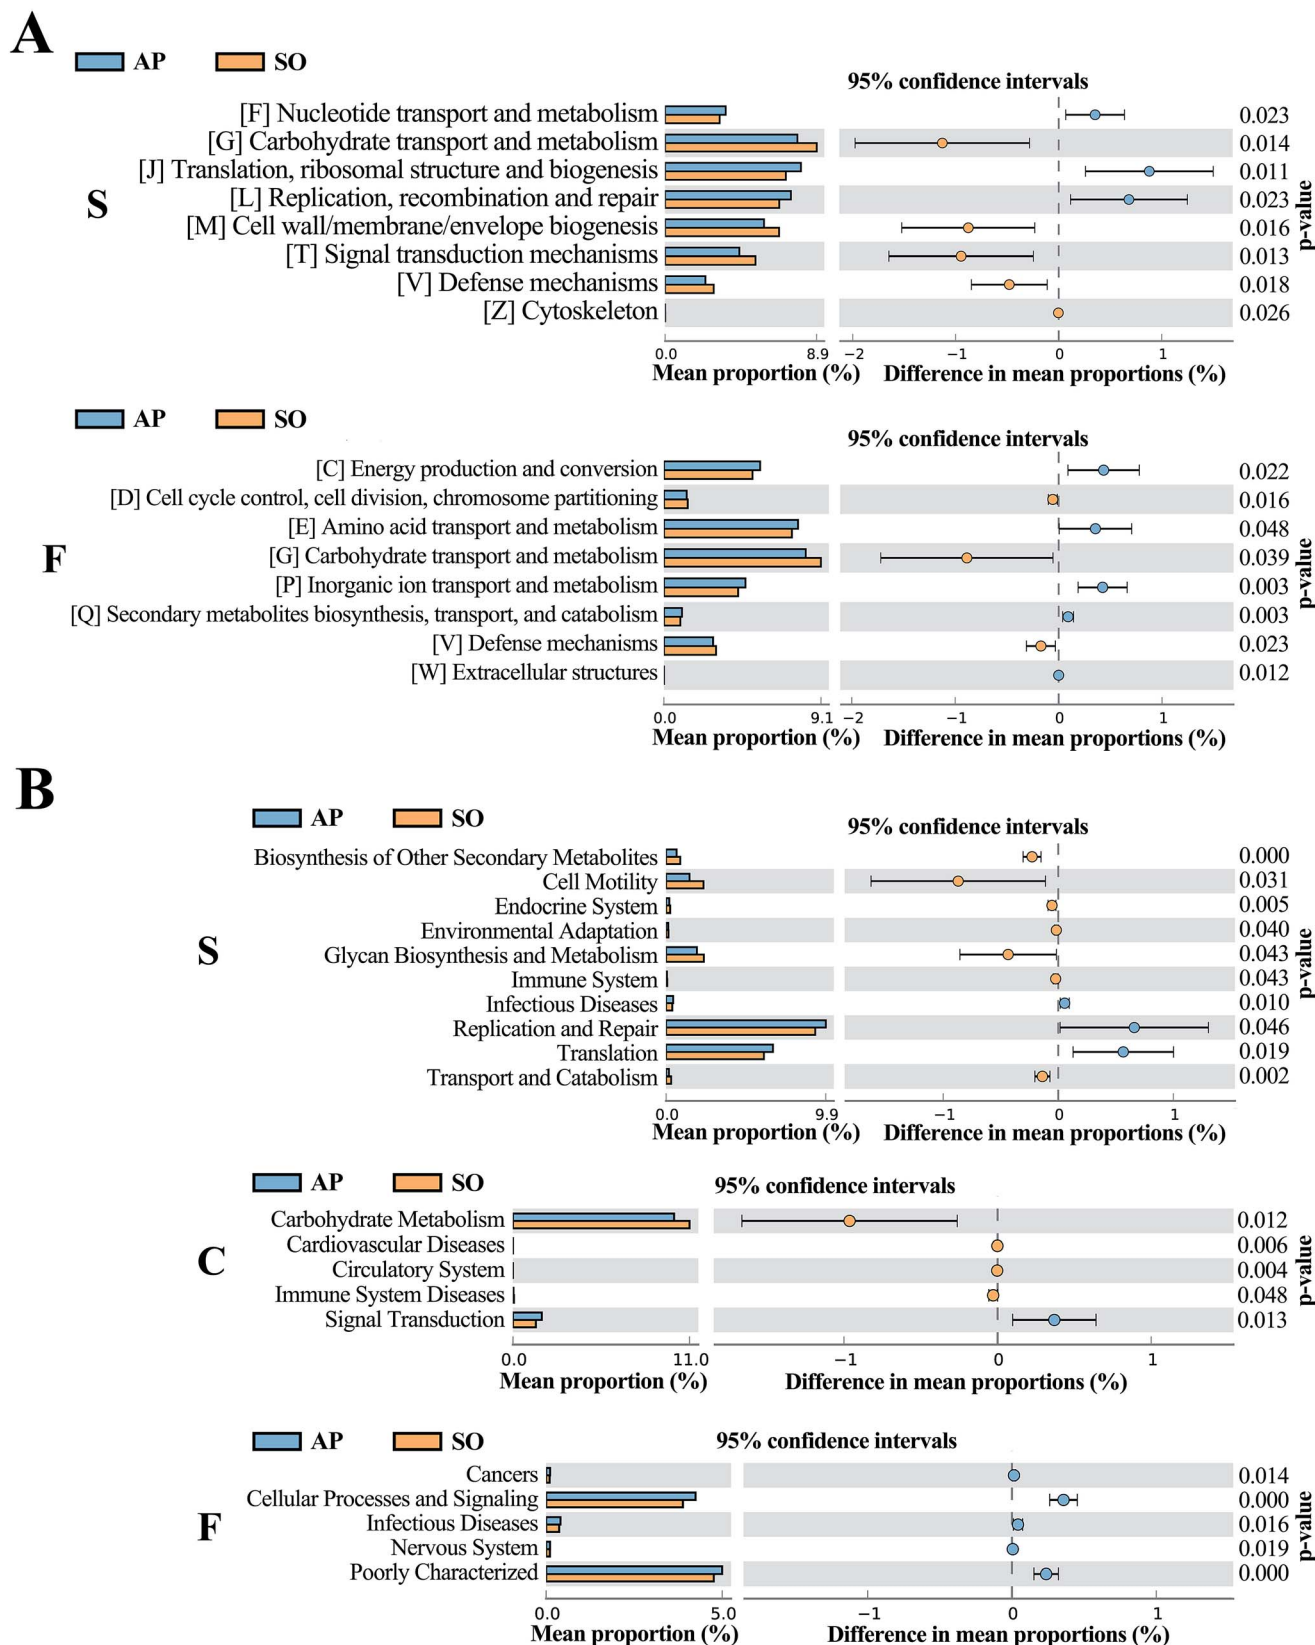 A
AP SO
95% confidence intervals
[F] Nucleotide transport and metabolism 0.023
[G] Carbohydrate transport and metabolism 0.014
[J] Translation, ribosomal structure and biogenesis 0.011
[L] Replication, recombination and repair 0.023
[M] Cell wall/membrane/envelope biogenesis 0.016
[T] Signal transduction mechanisms 0.013
[V] Defense mechanisms 0.018
[Z] Cytoskeleton 0.026
S
p-value
0.0 8.9 −2 −1 0 1
Mean proportion (%) Difference in mean proportions (%)
AP SO
95% confidence intervals
[C] Energy production and conversion 0.022
[D] Cell cycle control, cell division, chromosome partitioning 0.016
[E] Amino acid transport and metabolism 0.048
[G] Carbohydrate transport and metabolism 0.039
[P] Inorganic ion transport and metabolism 0.003
[Q] Secondary metabolites biosynthesis, transport, and catabolism 0.003
[V] Defense mechanisms 0.023
[W] Extracellular structures 0.012
F
p-value
0.0 9.1 −2 −1 0 1
Mean proportion (%) Difference in mean proportions (%)
B
AP SO
95% confidence intervals
Biosynthesis of Other Secondary Metabolites 0.000
Cell Motility 0.031
Endocrine System 0.005
Environmental Adaptation 0.040
Glycan Biosynthesis and Metabolism 0.043
Immune System 0.043
Infectious Diseases 0.010
Replication and Repair 0.046
Translation 0.019
Transport and Catabolism 0.002
S
p-value
0.0 9.9 −1 0 1
Mean proportion (%) Difference in mean proportions (%)
AP SO
95% confidence intervals
Carbohydrate Metabolism 0.012
Cardiovascular Diseases 0.006
Circulatory System 0.004
Immune System Diseases 0.048
Signal Transduction 0.013
C
p-value
0.0 11.0 −1 0 1
Mean proportion (%) Difference in mean proportions (%)
AP SO
95% confidence intervals
Cancers 0.014
Cellular Processes and Signaling 0.000
Infectious Diseases 0.016
Nervous System 0.019
Poorly Characterized 0.000
F
p-value
0.0 5.0 −1 0 1
Mean proportion (%) Difference in mean proportions (%)